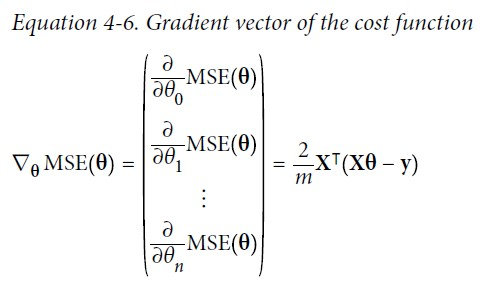 Equation 4-6. Gradient vector of the cost function
∂/∂θ₀ MSE(θ)
∂/∂θ₁ MSE(θ)
∇θ MSE(θ) = = 2/m Xᵀ(Xθ – y)
⋮
∂/∂θₙ MSE(θ)